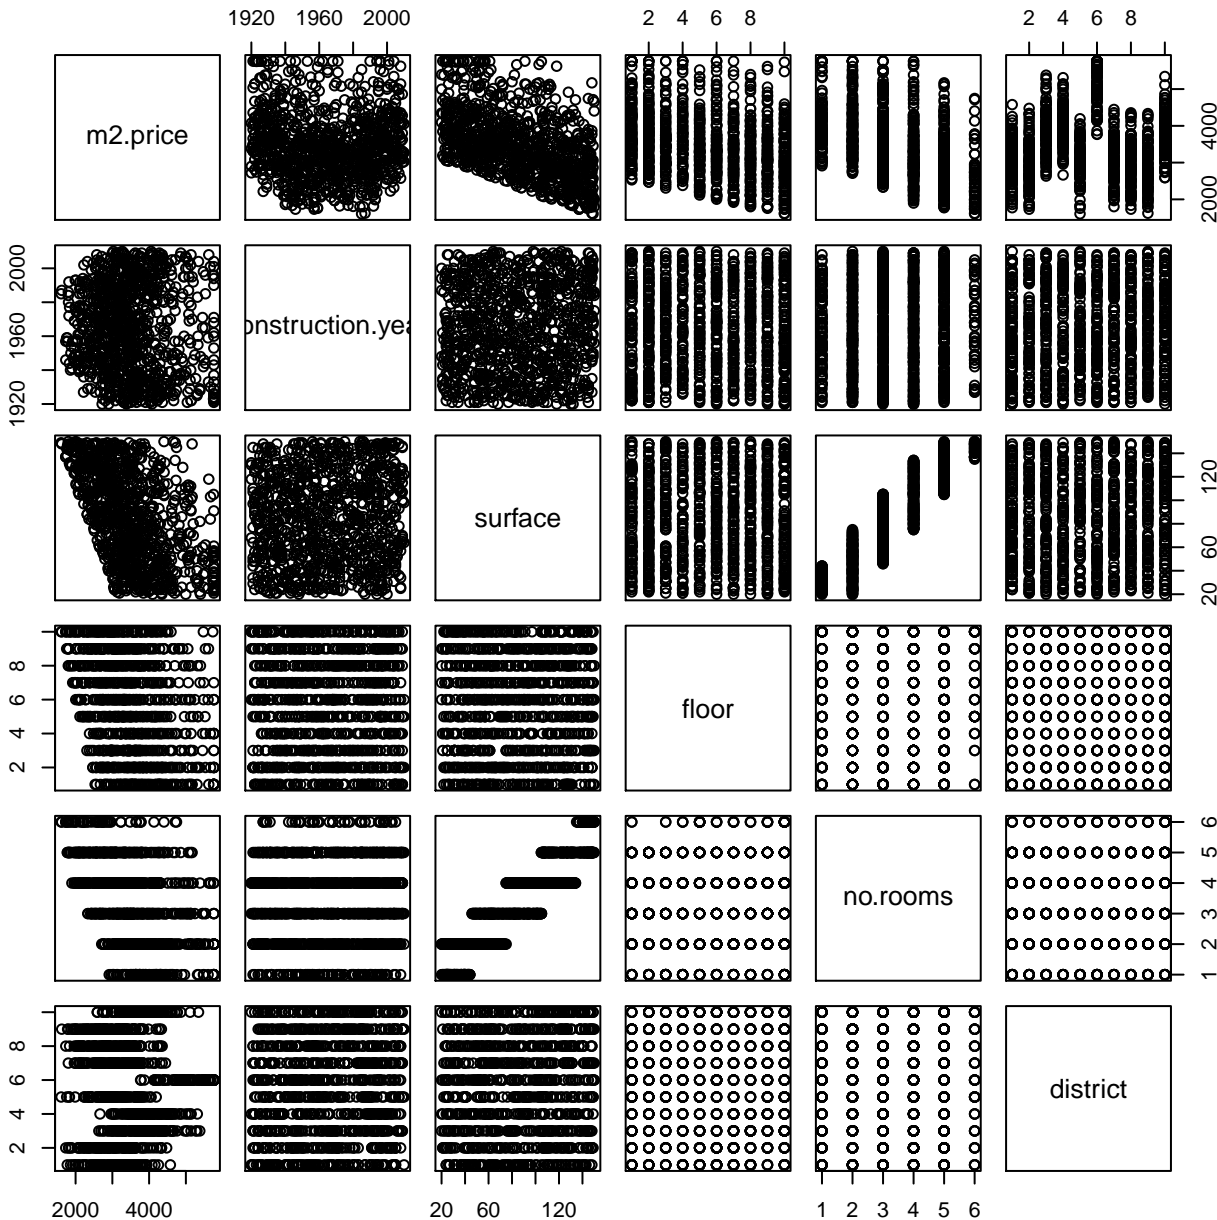 1920 1960 2000 2 4 6 8 2 4 6 8
m2.price
2000 4000
1920 1960 2000
onstruction.yea
surface
20 60 120
2 4 6 8
floor
no.rooms
1 2 3 4 5 6
2 4 6 8
district
2000 4000 20 60 120 1 2 3 4 5 6